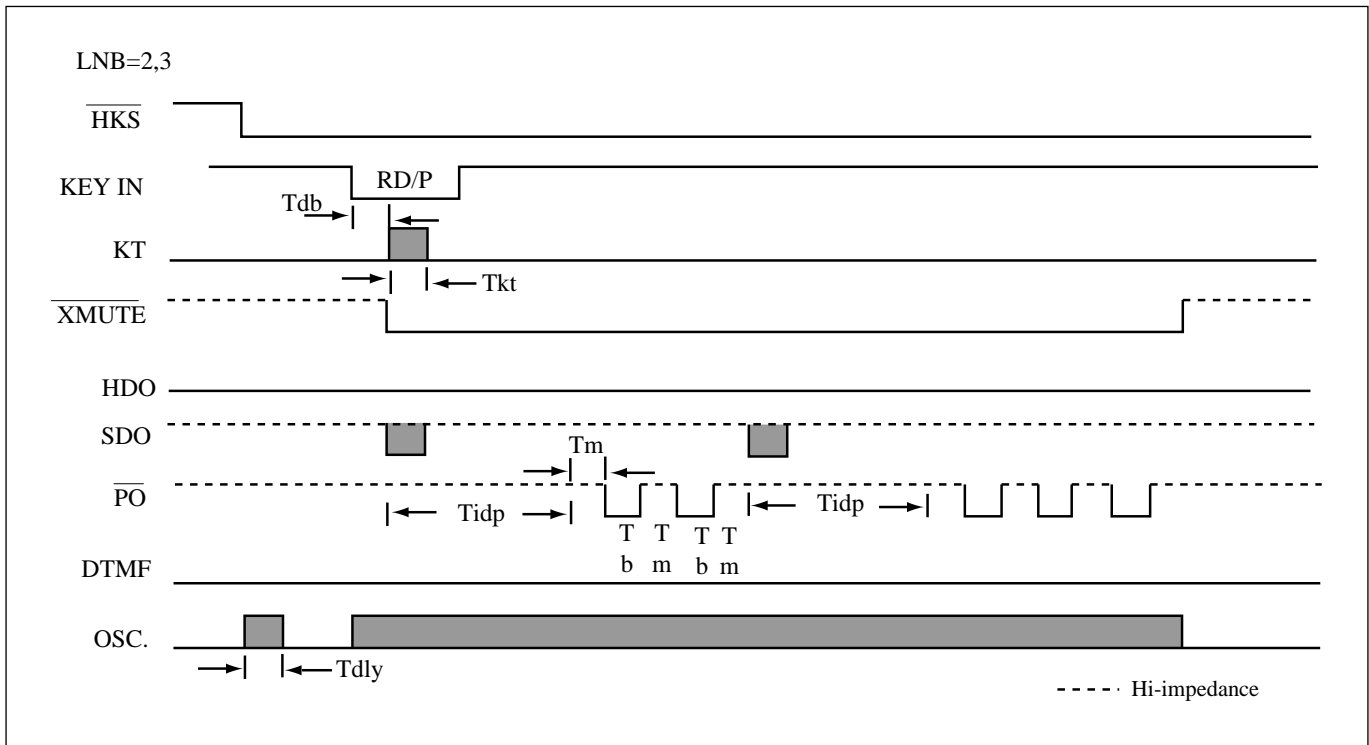 LNB=2,3
HKS
KEY IN
RD/P
Tdb
KT
Tkt
XMUTE
HDO
SDO
Tm
PO
Tidp
Tidp
T T T T
b m b m
DTMF
OSC.
Tdly
Hi-impedance